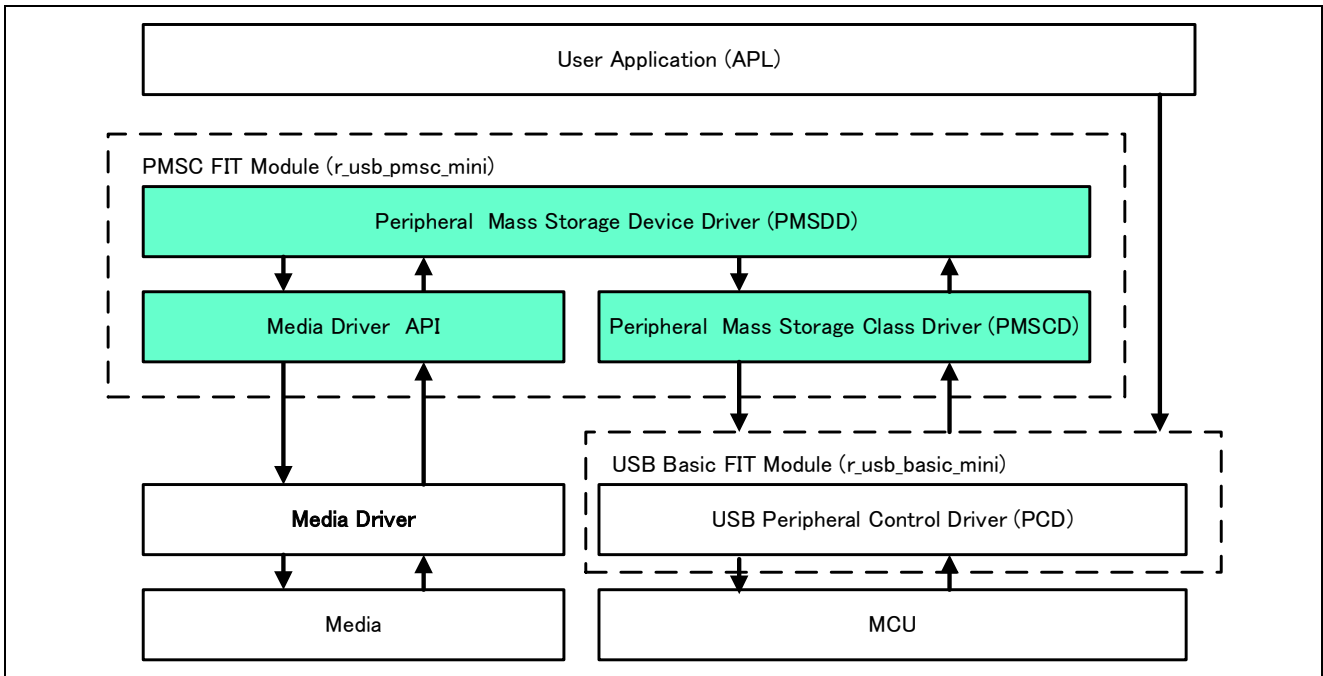 User Application (APL)
PMSC FIT Module (r_usb_pmsc_mini)
Peripheral Mass Storage Device Driver (PMSDD)
Media Driver API
Peripheral Mass Storage Class Driver (PMSCD)
USB Basic FIT Module (r_usb_basic_mini)
Media Driver
USB Peripheral Control Driver (PCD)
Media
MCU